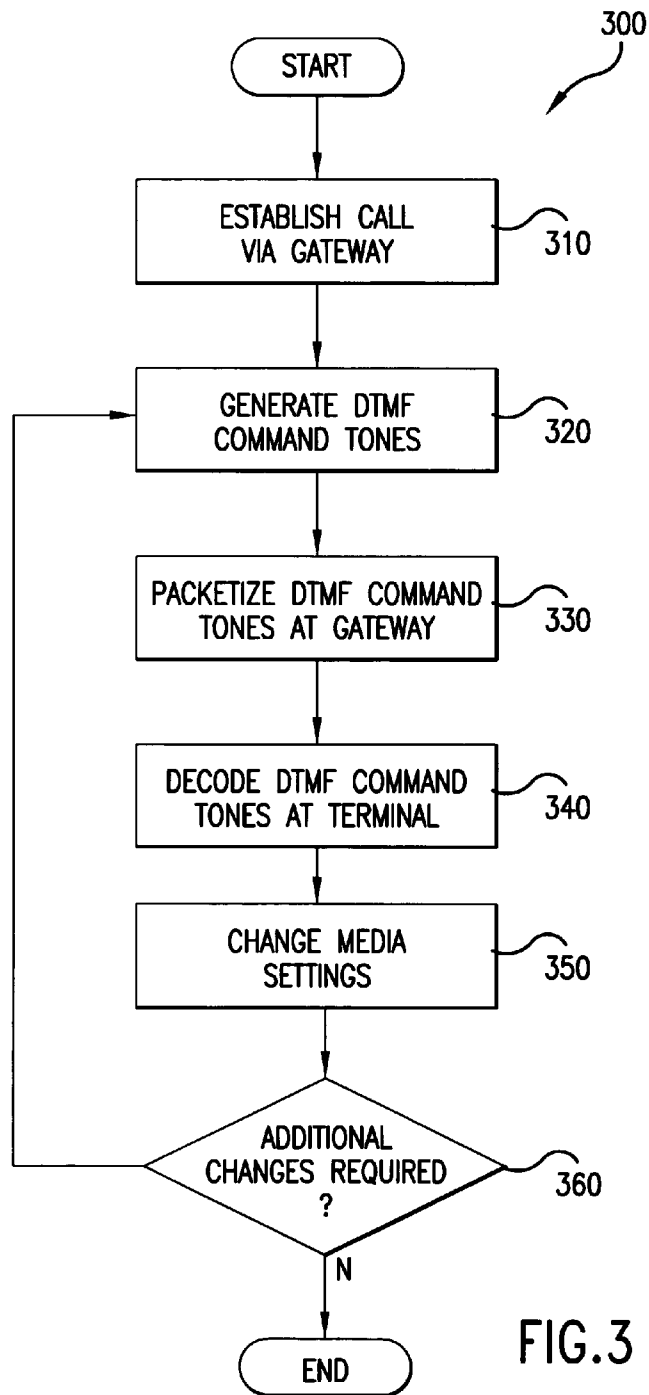 300
START
ESTABLISH CALL
VIA GATEWAY
310
GENERATE DTMF
COMMAND TONES
320
PACKETIZE DTMF COMMAND
TONES AT GATEWAY
330
DECODE DTMF COMMAND
TONES AT TERMINAL
340
CHANGE MEDIA
SETTINGS
350
ADDITIONAL
CHANGES REQUIRED
?
360
N
END
FIG.3